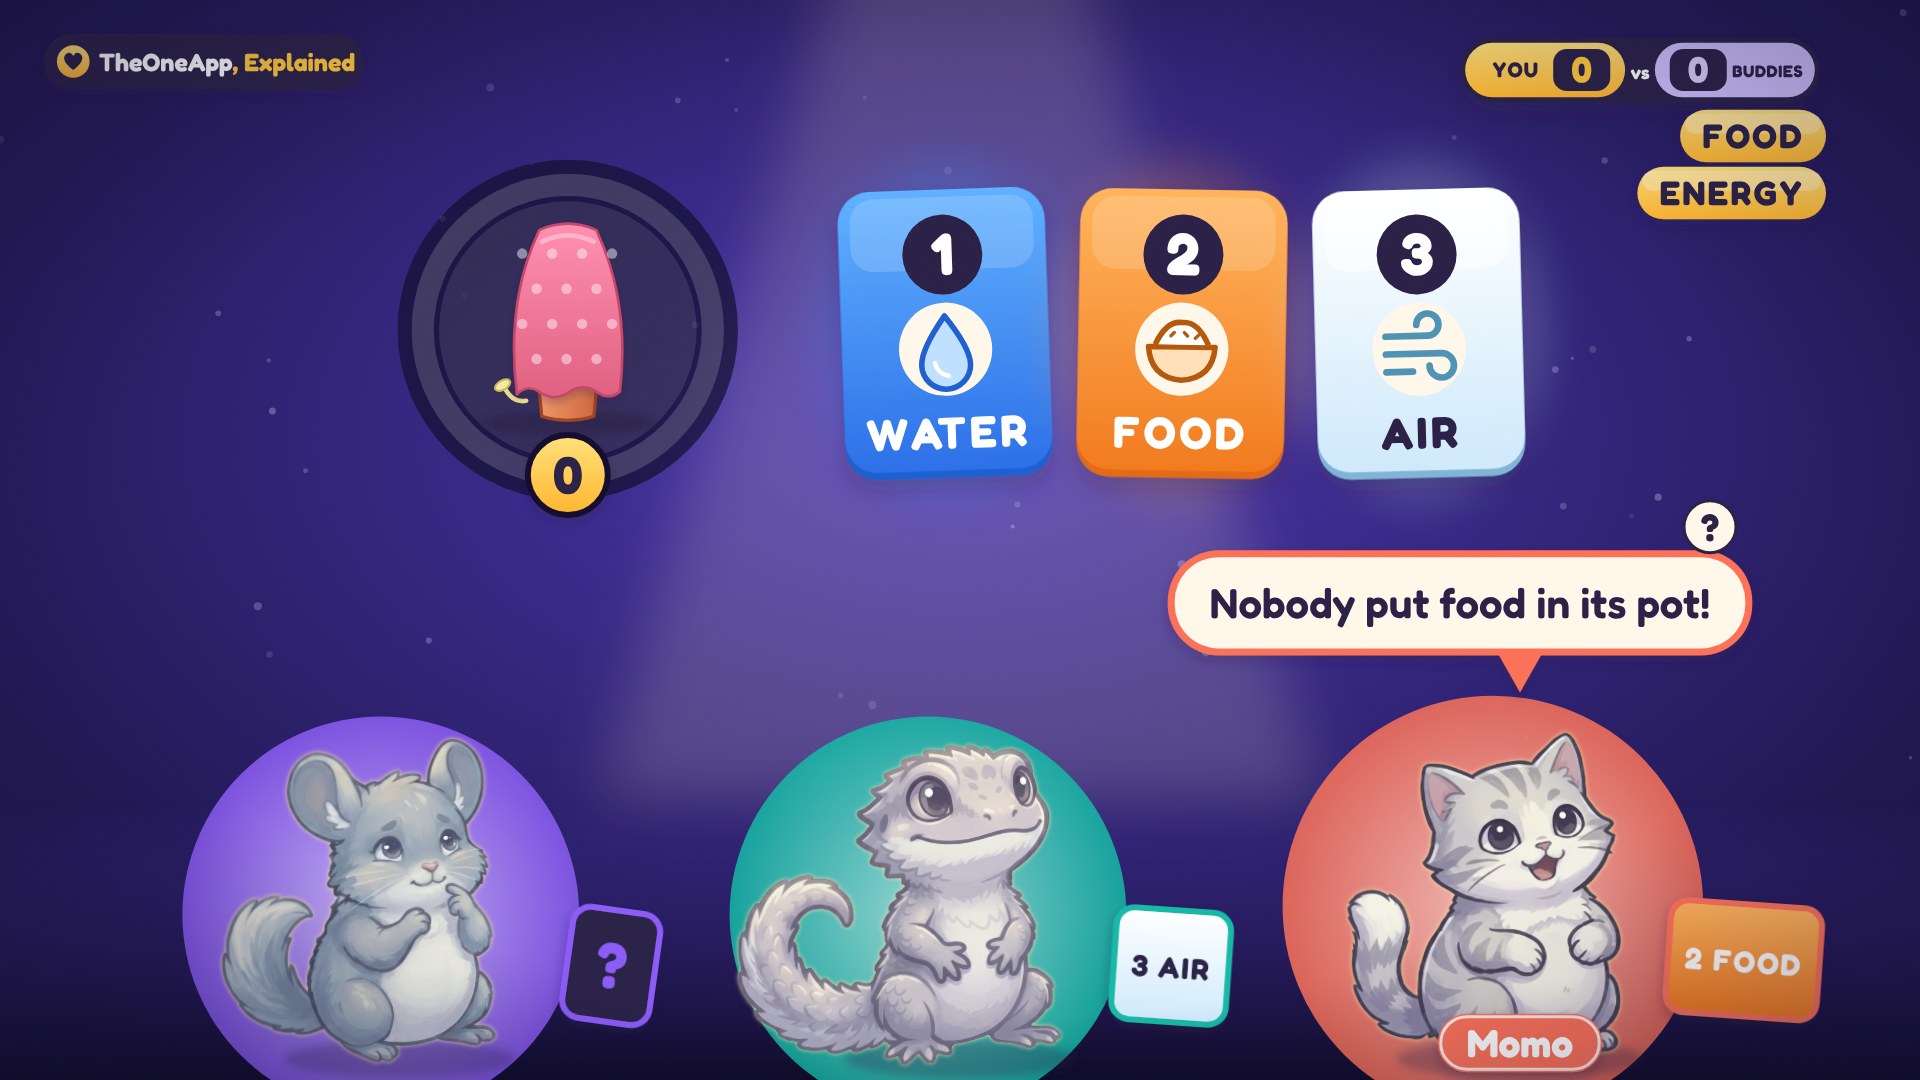 TheOneApp, Explained
YOU 0 vs 0 BUDDIES
FOOD
ENERGY
1
WATER
2
FOOD
3
AIR
0
?
Nobody put food in its pot!
?
3 AIR
2 FOOD
Momo